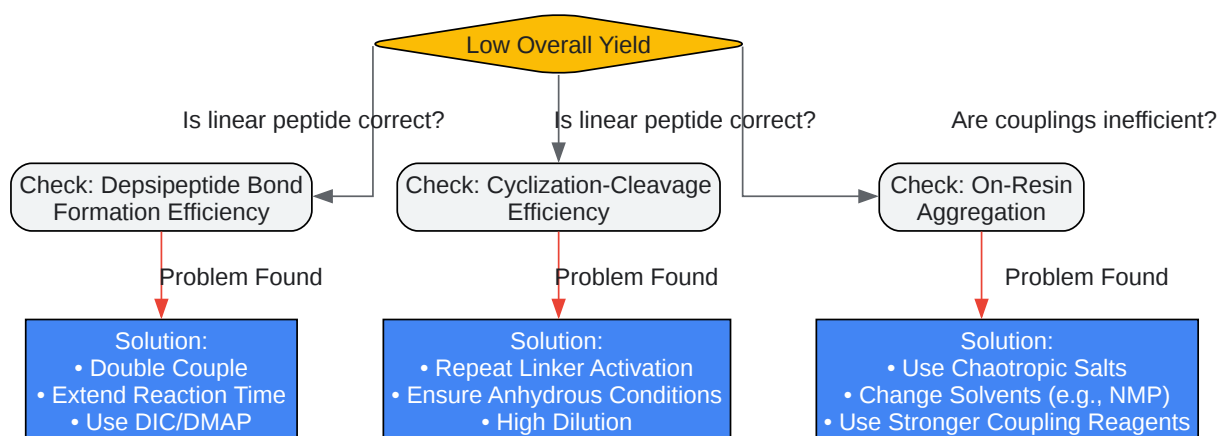 Low Overall Yield
Is linear peptide correct?
Is linear peptide correct?
Are couplings inefficient?
Check: Depsipeptide Bond
Formation Efficiency
Check: Cyclization-Cleavage
Efficiency
Check: On-Resin
Aggregation
Problem Found
Problem Found
Problem Found
Solution:
• Double Couple
• Extend Reaction Time
• Use DIC/DMAP
Solution:
• Repeat Linker Activation
• Ensure Anhydrous Conditions
• High Dilution
Solution:
• Use Chaotropic Salts
• Change Solvents (e.g., NMP)
• Use Stronger Coupling Reagents